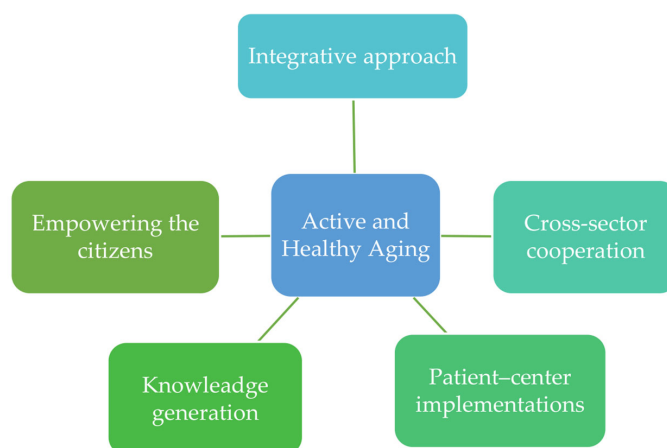 Integrative approach
Empowering the
citizens
Active and
Healthy Aging
Cross-sector
cooperation
Knowleadge
generation
Patient–center
implementations